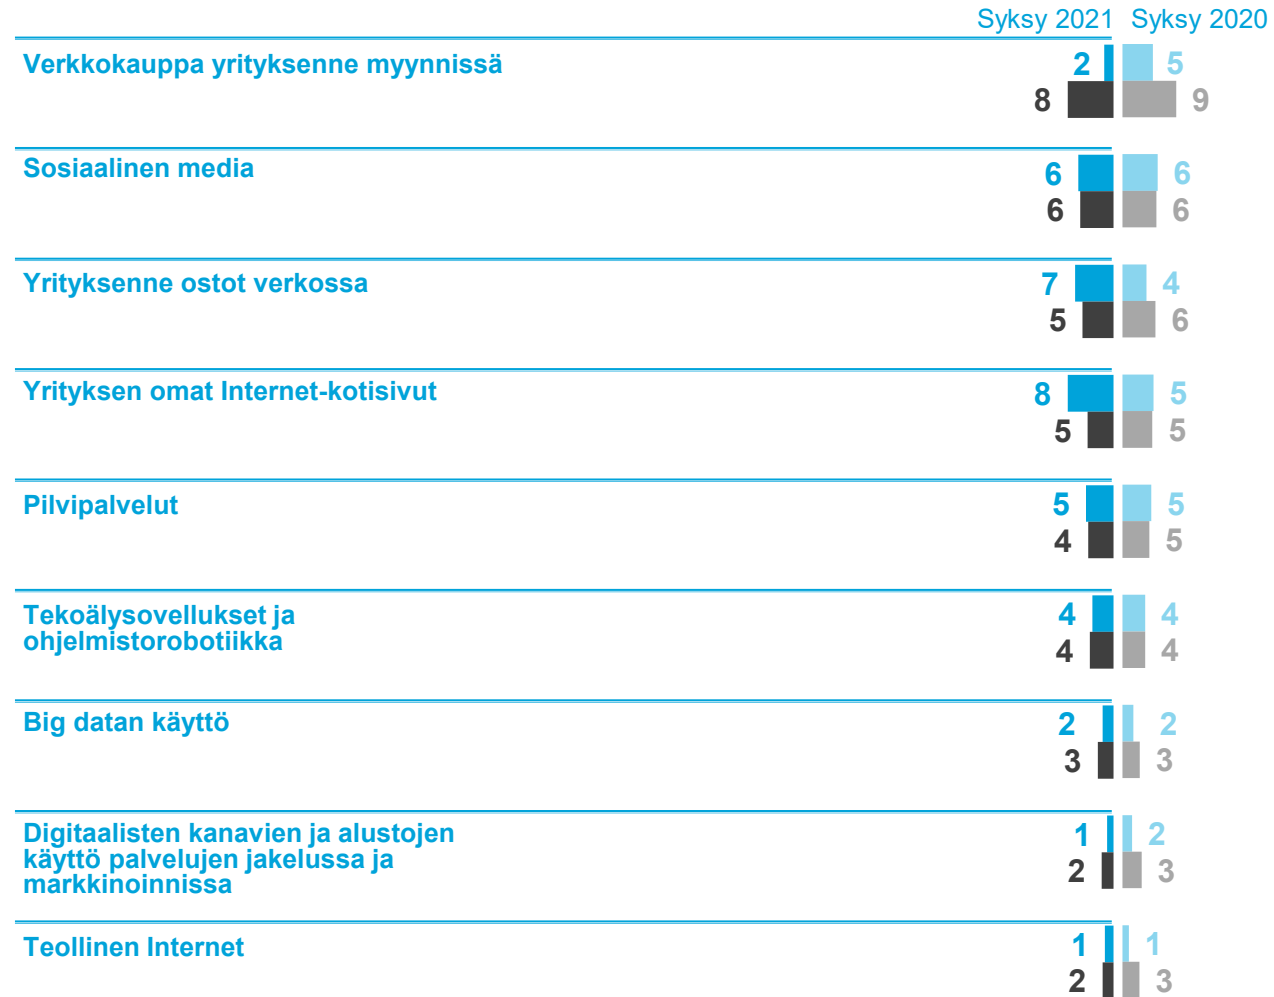 Syksy 2021 Syksy 2020
Verkkokauppa yrityksenne myynnissä
2 5
8 9
Sosiaalinen media
6 6
6 6
Yrityksenne ostot verkossa
7 4
5 6
Yrityksen omat Internet-kotisivut
8 5
5 5
Pilvipalvelut
5 5
4 5
Tekoälysovellukset ja
ohjelmistorobotiikka
4 4
4 4
Big datan käyttö
2 2
3 3
Digitaalisten kanavien ja alustojen
käyttö palvelujen jakelussa ja
markkinoinnissa
1 2
2 3
Teollinen Internet
1 1
2 3